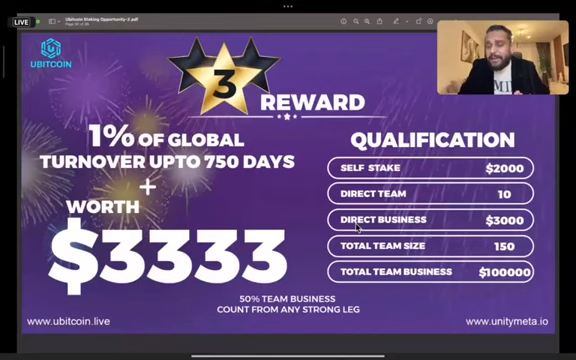 LIVE
Ubitcoin Staking Opportunity-2.pdf
UBITCOIN
3
REWARD
1% OF GLOBAL
TURNOVER UPTO 750 DAYS
+
WORTH
$3333
QUALIFICATION
SELF STAKE $2000
DIRECT TEAM 10
DIRECT BUSINESS $3000
TOTAL TEAM SIZE 150
TOTAL TEAM BUSINESS $100000
50% TEAM BUSINESS
COUNT FROM ANY STRONG LEG
www.ubitcoin.live
www.unitymeta.io